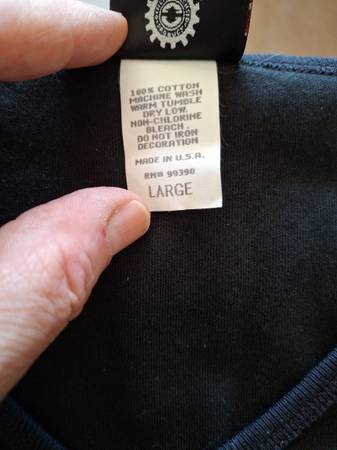 100% COTTON
MACHINE WASH
WARM TUMBLE
DRY LOW.
NON-CHLORINE
BLEACH.
DO NOT IRON
DECORATION
MADE IN U.S.A.
RN# 99390
LARGE